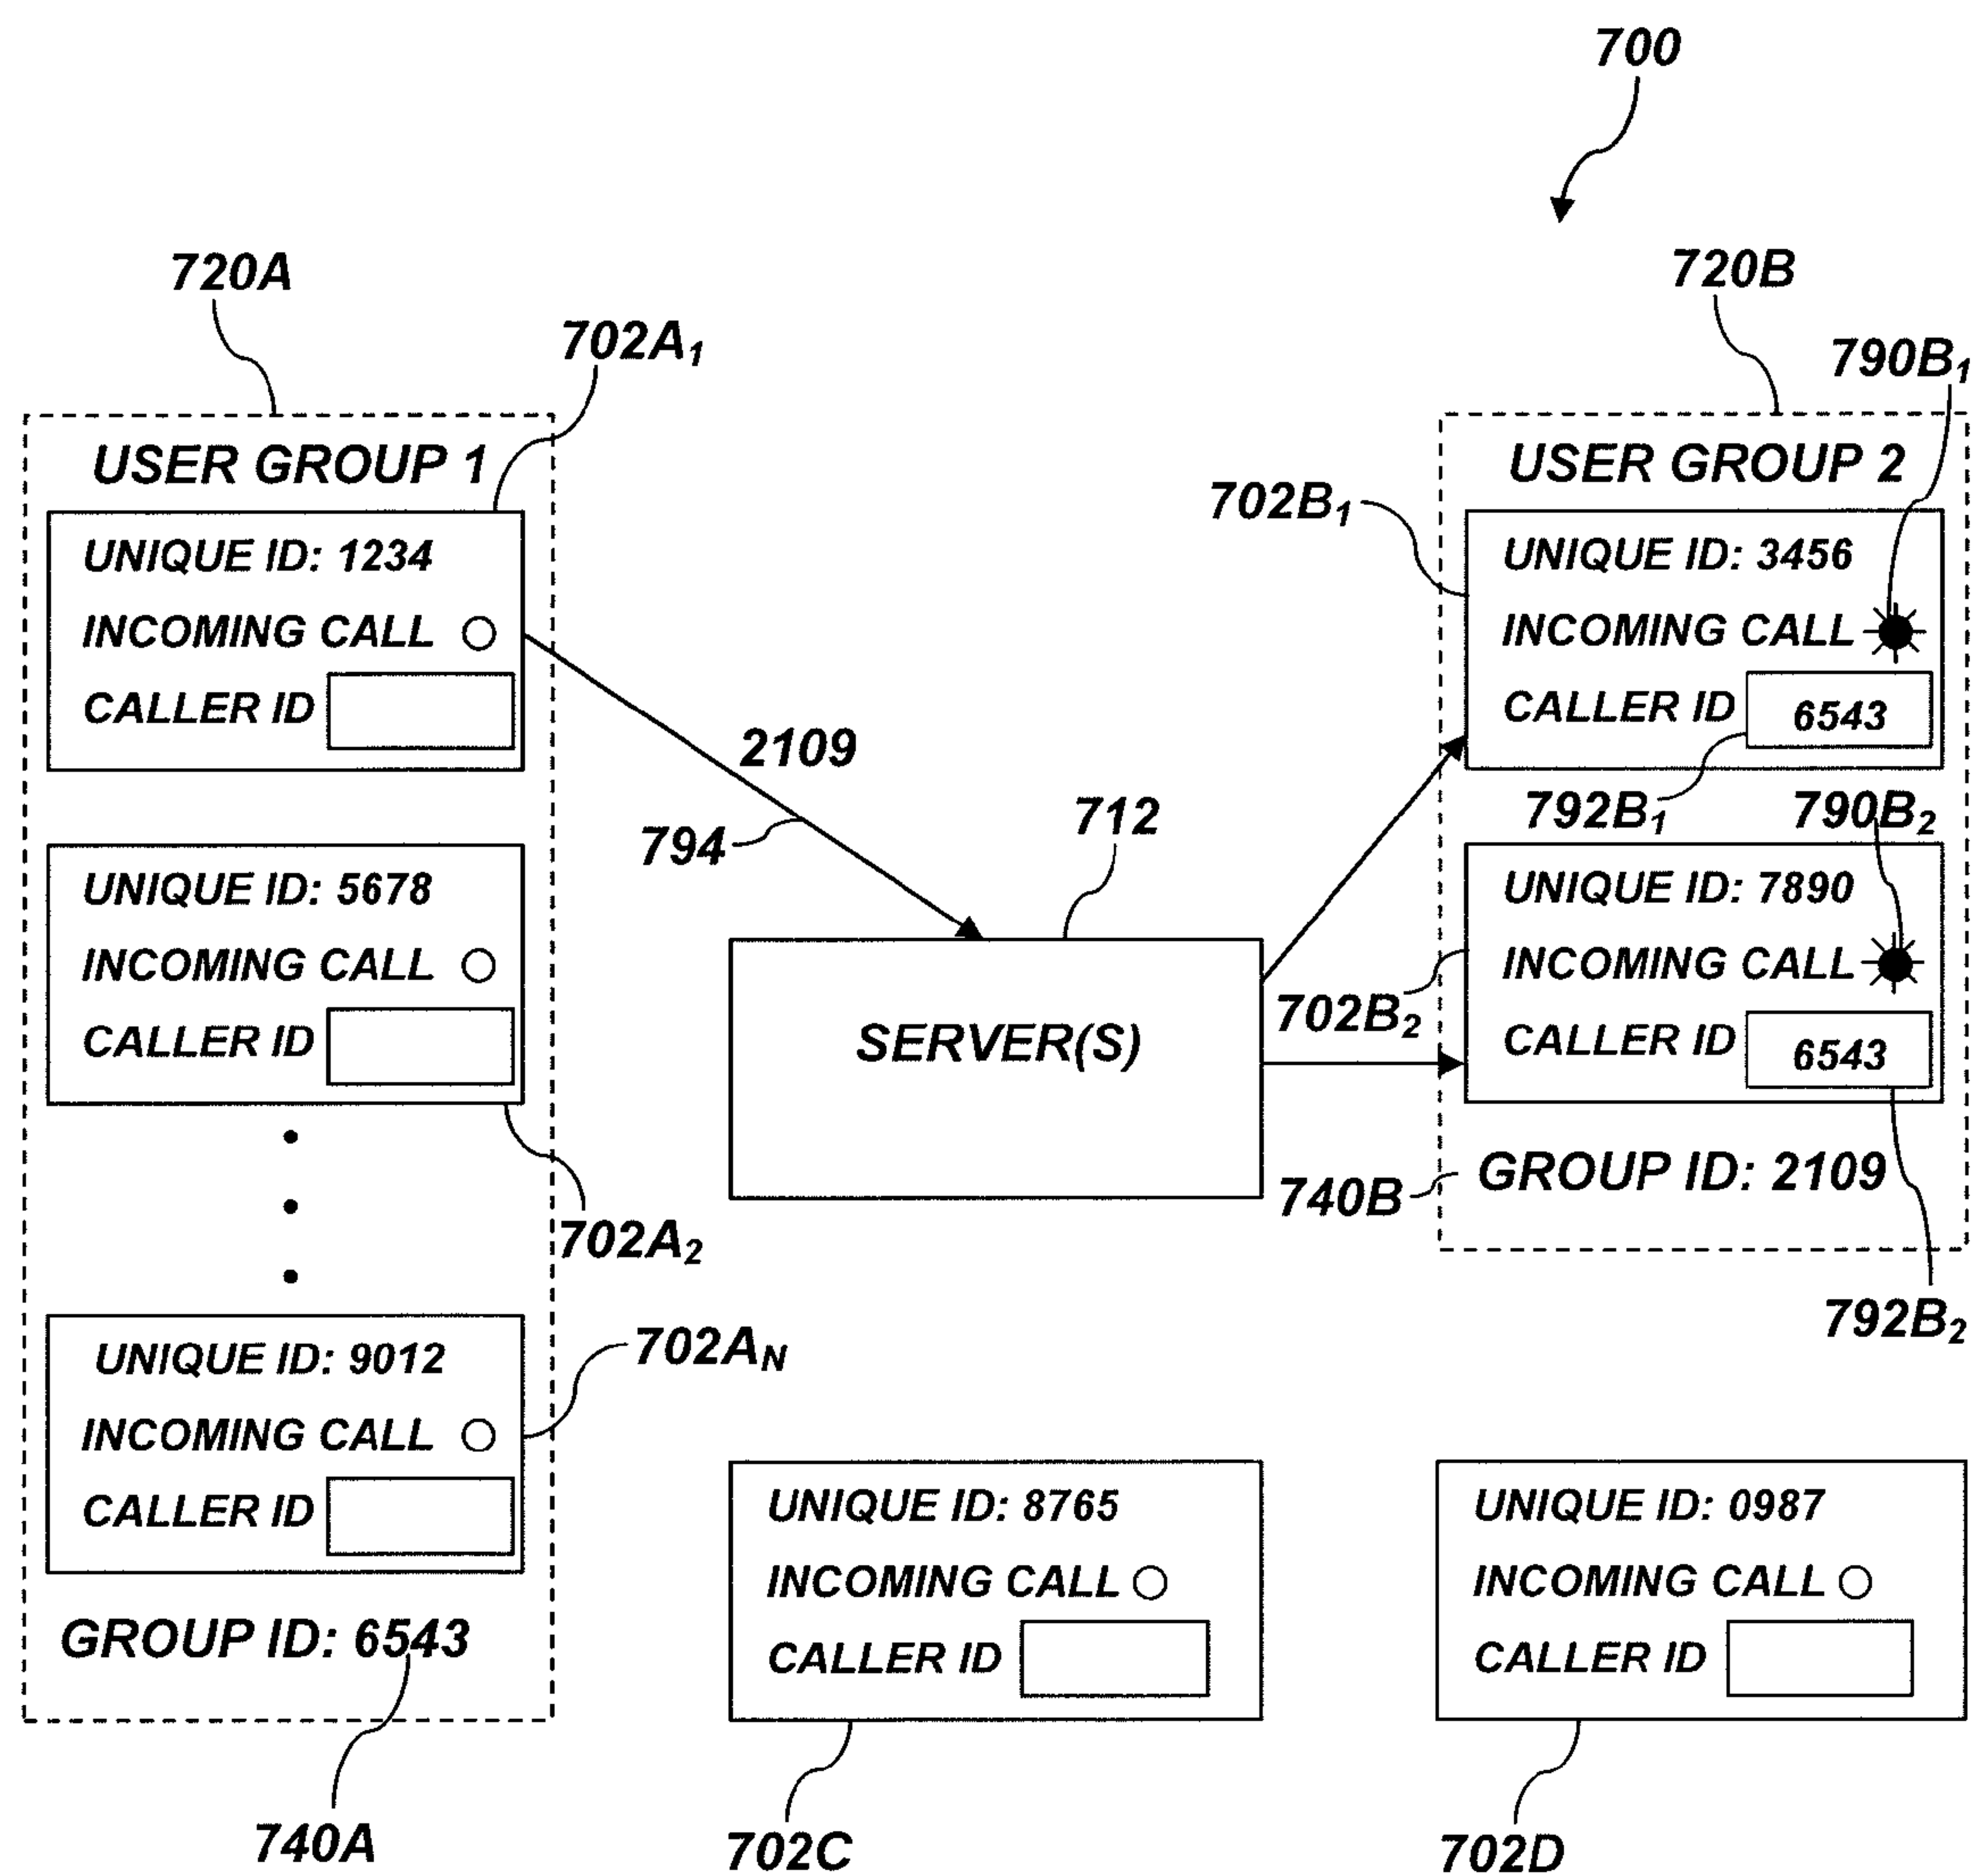 700
720A
702A1
USER GROUP 1
UNIQUE ID: 1234
INCOMING CALL
CALLER ID
UNIQUE ID: 5678
INCOMING CALL
CALLER ID
702A2
UNIQUE ID: 9012
INCOMING CALL
CALLER ID
702AN
GROUP ID: 6543
740A
2109
794
712
SERVER(S)
720B
790B1
USER GROUP 2
702B1
UNIQUE ID: 3456
INCOMING CALL
CALLER ID 6543
792B1
790B2
UNIQUE ID: 7890
INCOMING CALL
702B2
CALLER ID 6543
GROUP ID: 2109
740B
792B2
UNIQUE ID: 8765
INCOMING CALL
CALLER ID
702C
UNIQUE ID: 0987
INCOMING CALL
CALLER ID
702D